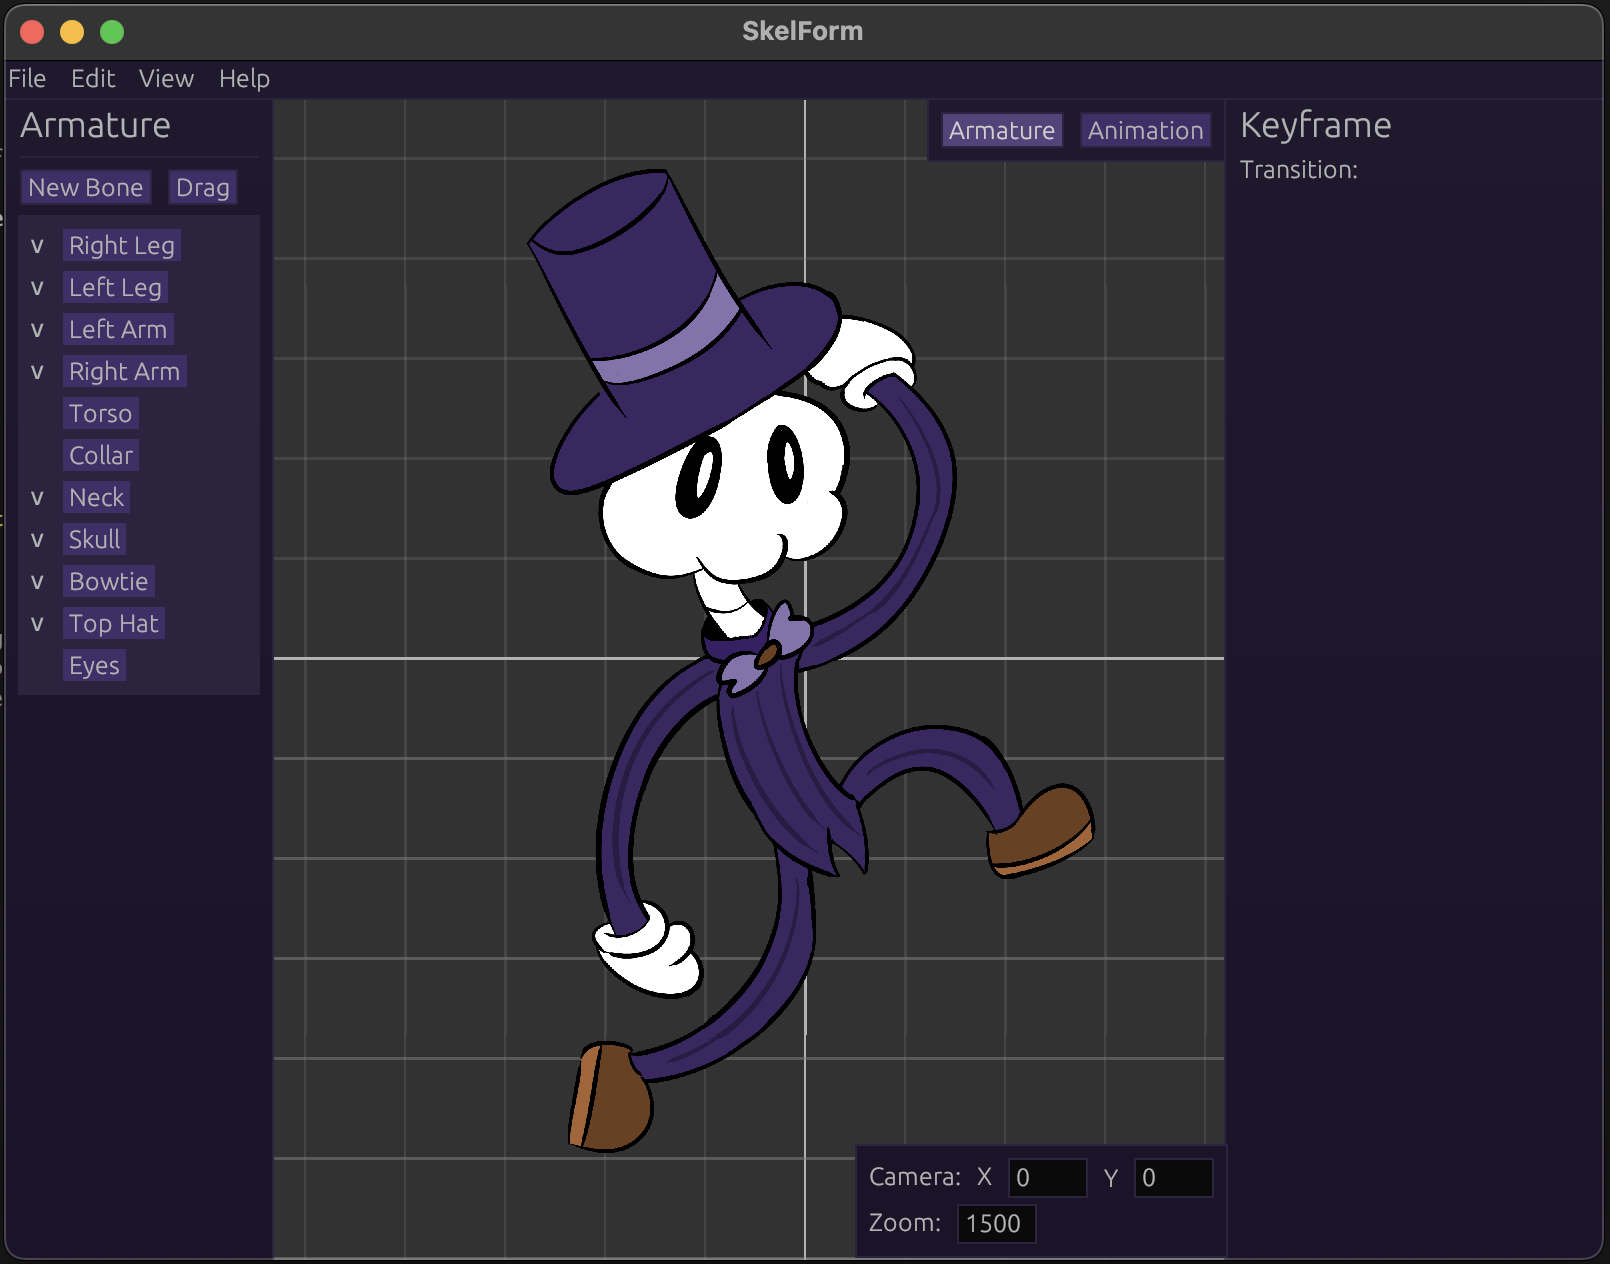 SkelForm
File Edit View Help
Armature
New Bone Drag
v Right Leg
v Left Leg
v Left Arm
v Right Arm
Torso
Collar
v Neck
v Skull
v Bowtie
v Top Hat
Eyes
Armature Animation
Keyframe
Transition:
Camera: X 0 Y 0
Zoom: 1500